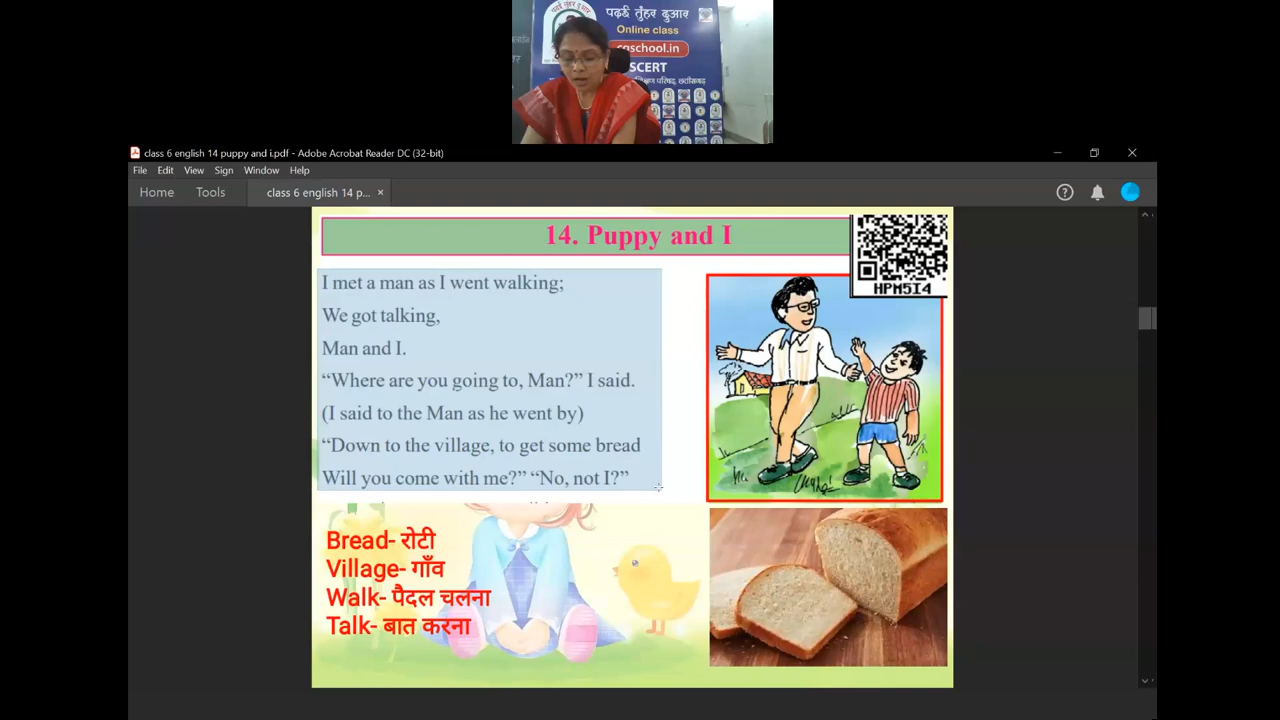 पढ़ई तुंहर दुआर
Online class
cgschool.in
SCERT
class 6 english 14 puppy and i.pdf - Adobe Acrobat Reader DC (32-bit)
File Edit View Sign Window Help
Home Tools class 6 english 14 p... ×
14. Puppy and I
HPM5I4
I met a man as I went walking;
We got talking,
Man and I.
“Where are you going to, Man?” I said.
(I said to the Man as he went by)
“Down to the village, to get some bread
Will you come with me?” “No, not I?”
Bread- रोटी
Village- गाँव
Walk- पैदल चलना
Talk- बात करना